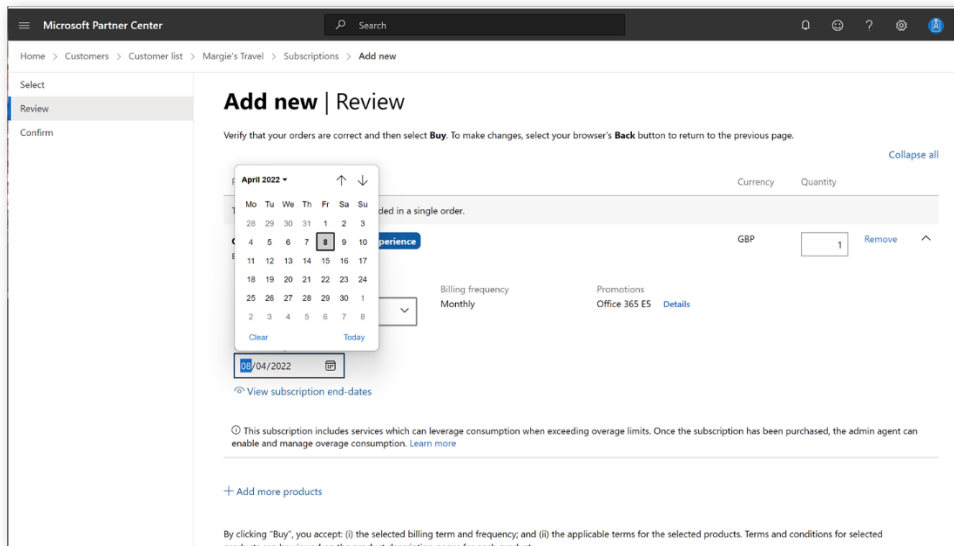 Microsoft Partner Center
Search
Home > Customers > Customer list > Margie's Travel > Subscriptions > Add new
Select
Review
Confirm
Add new | Review
Verify that your orders are correct and then select Buy. To make changes, select your browser's Back button to return to the previous page.
Collapse all
Currency Quantity
April 2022
Mo Tu We Th Fr Sa Su
28 29 30 31 1 2 3
4 5 6 7 8 9 10
11 12 13 14 15 16 17
18 19 20 21 22 23 24
25 26 27 28 29 30 1
2 3 4 5 6 7 8
Clear Today
ded in a single order.
perience
GBP 1 Remove
Billing frequency Promotions
Monthly Office 365 E5 Details
08/04/2022
View subscription end-dates
This subscription includes services which can leverage consumption when exceeding overage limits. Once the subscription has been purchased, the admin agent can
enable and manage overage consumption. Learn more
+ Add more products
By clicking "Buy", you accept: (i) the selected billing term and frequency; and (ii) the applicable terms for the selected products. Terms and conditions for selected